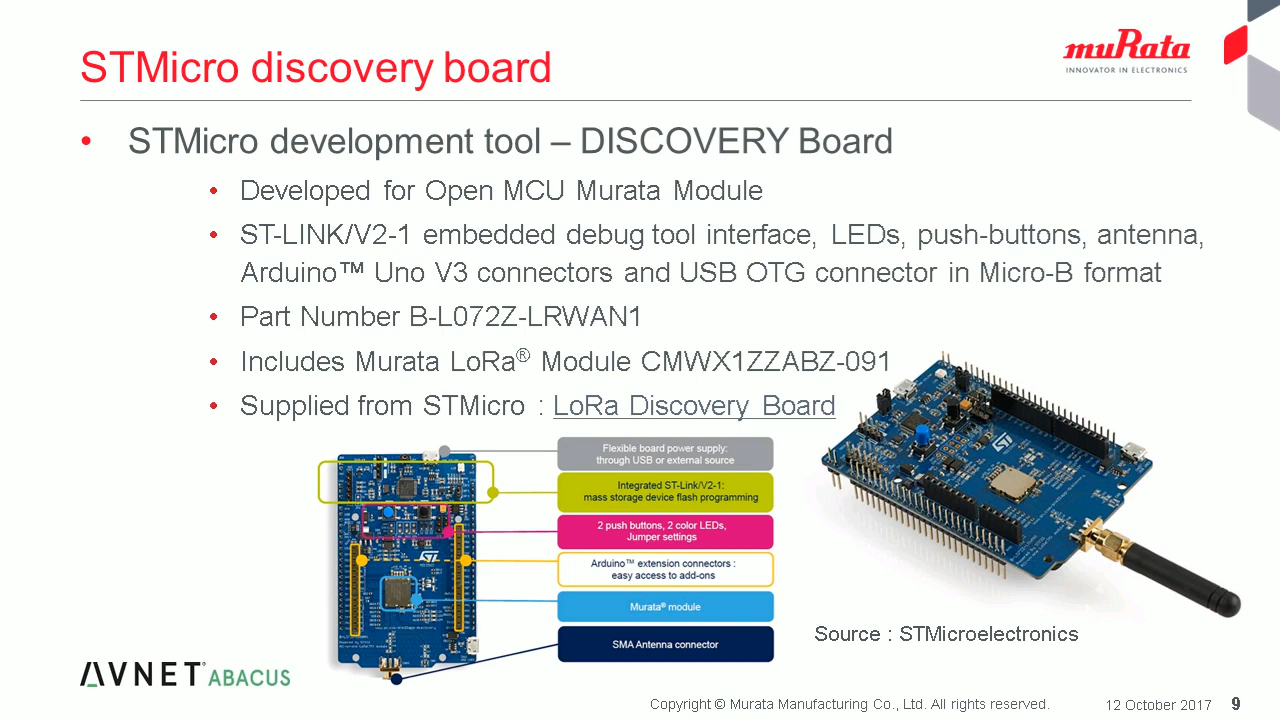 STMicro discovery board
muRata
INNOVATOR IN ELECTRONICS
• STMicro development tool – DISCOVERY Board
• Developed for Open MCU Murata Module
• ST-LINK/V2-1 embedded debug tool interface, LEDs, push-buttons, antenna,
Arduino™ Uno V3 connectors and USB OTG connector in Micro-B format
• Part Number B-L072Z-LRWAN1
• Includes Murata LoRa® Module CMWX1ZZABZ-091
• Supplied from STMicro : LoRa Discovery Board
Flexible board power supply:
through USB or external source
Integrated ST-Link/V2-1:
mass storage device flash programming
2 push buttons, 2 color LEDs,
Jumper settings
Arduino™ extension connectors :
easy access to add-ons
Murata® module
SMA Antenna connector
Source : STMicroelectronics
AVNET® ABACUS
Copyright © Murata Manufacturing Co., Ltd. All rights reserved.
12 October 2017
9